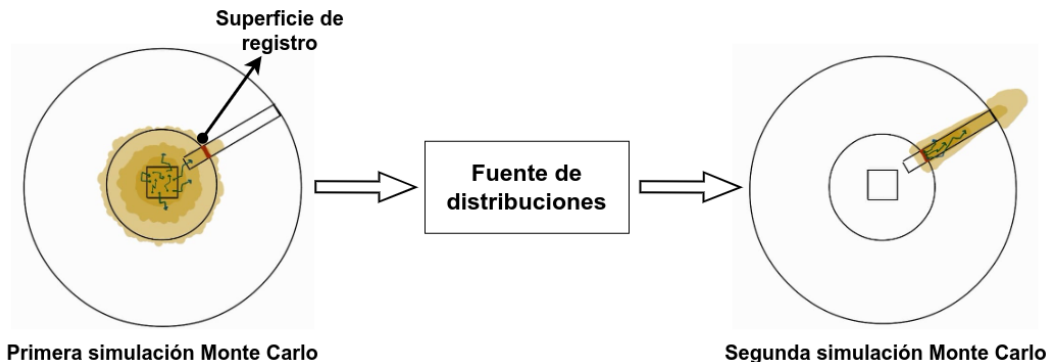 Superficie de
registro
Fuente de
distribuciones
Primera simulación Monte Carlo
Segunda simulación Monte Carlo